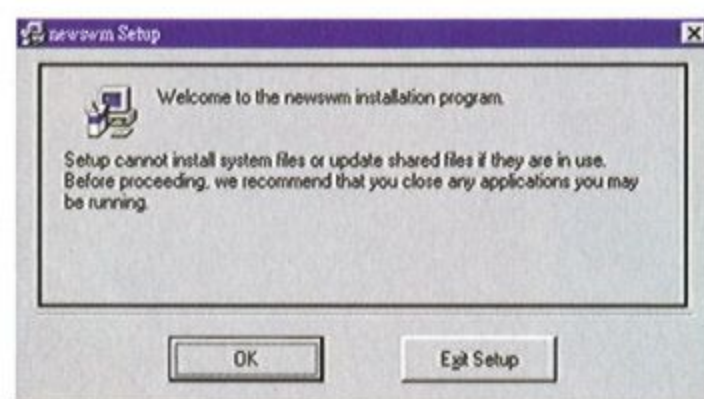 newswm Setup
Welcome to the newswm installation program.
Setup cannot install system files or update shared files if they are in use.
Before proceeding, we recommend that you close any applications you may
be running.
OK
Exit Setup